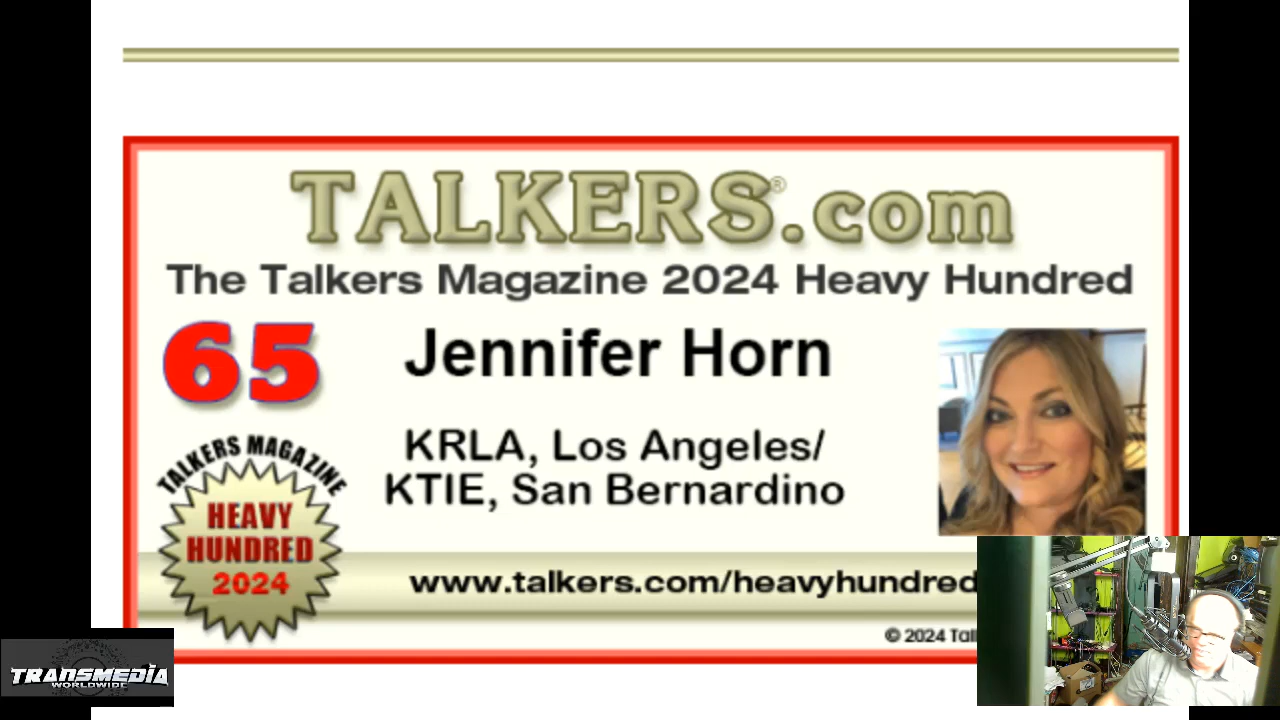 TALKERS®.com
The Talkers Magazine 2024 Heavy Hundred
65
Jennifer Horn
KRLA, Los Angeles/
KTIE, San Bernardino
TALKERS MAGAZINE
HEAVY
HUNDRED
2024
www.talkers.com/heavyhundred
© 2024
TRANSMEDIA
WORLDWIDE